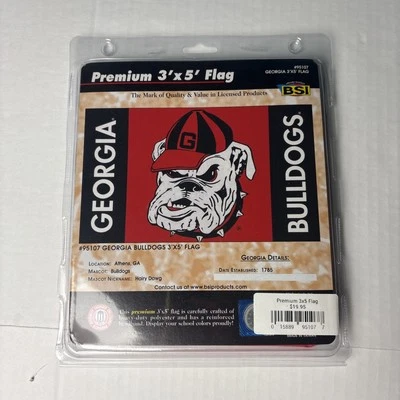 Premium 3'x 5' Flag
#95107
GEORGIA 3'X5' FLAG
BSI
The Mark of Quality & Value in Licensed Products
GEORGIA
G
BULLDOGS
#95107 GEORGIA BULLDOGS 3'X5' FLAG
LOCATION: Athens, GA
MASCOT: Bulldogs
MASCOT NICKNAME: Hairy Dawg
GEORGIA DETAILS:
DATE ESTABLISHED: 1785
Contact us at www.bsiproducts.com
This premium 3'x5' flag is carefully crafted of
heavy-duty polyester and has a reinforced
Display your school colors proudly!
Premium 3x5 Flag
$19.95
0 15889 95107 7